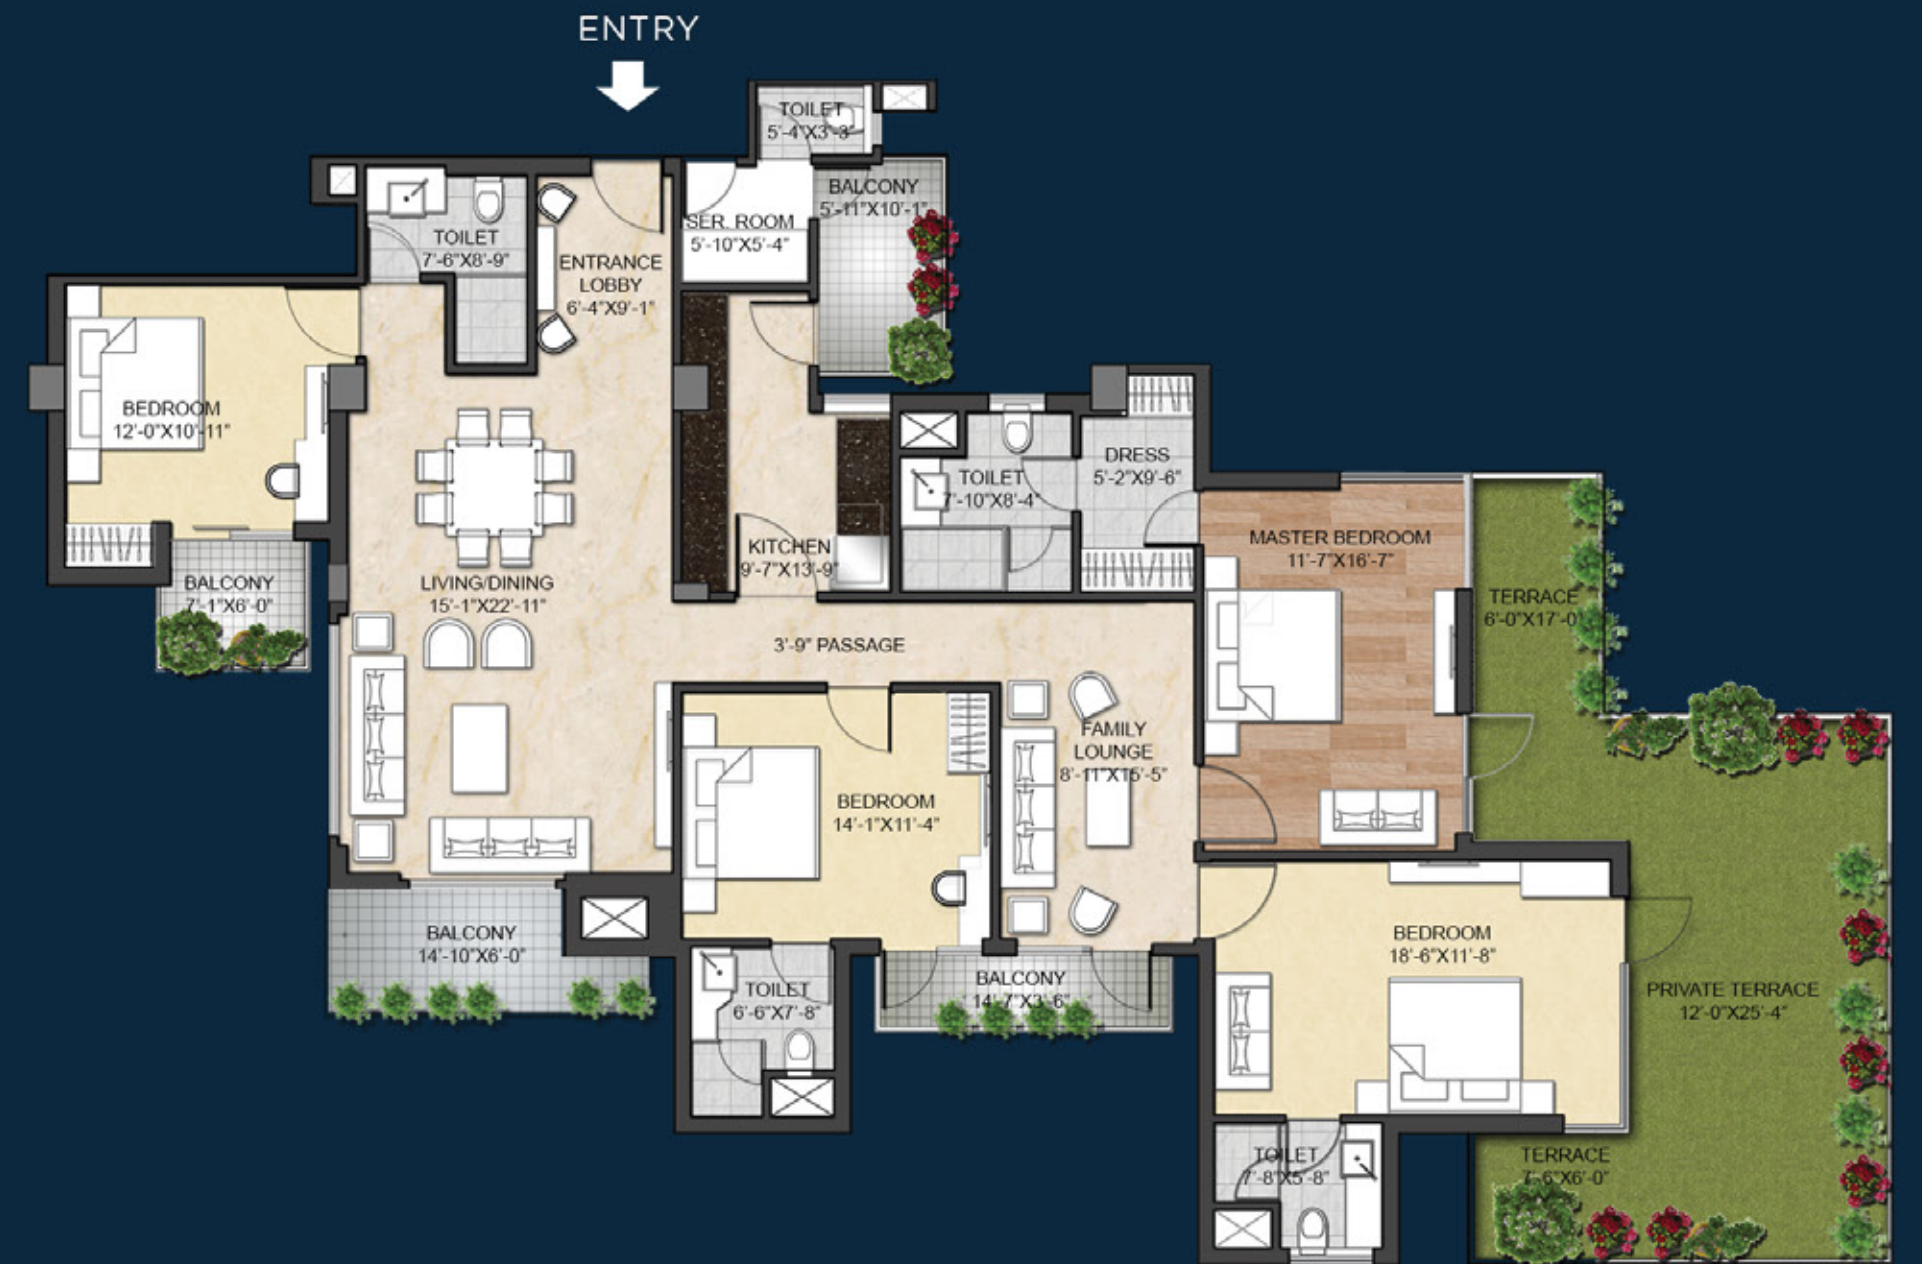 ENTRY
TOILET
5'-4"X3'-3"
BALCONY
5'-11"X10'-1"
SER. ROOM
5'-10"X5'-4"
TOILET
7'-6"X8'-9"
ENTRANCE
LOBBY
6'-4"X9'-1"
BEDROOM
12'-0"X10'-11"
DRESS
5'-2"X9'-6"
TOILET
7'-10"X8'-4"
KITCHEN
9'-7"X13'-9"
MASTER BEDROOM
11'-7"X16'-7"
BALCONY
7'-1"X6'-0"
LIVING/DINING
15'-1"X22'-11"
TERRACE
6'-0"X17'-0"
3'-9" PASSAGE
FAMILY
LOUNGE
8'-11"X15'-5"
BEDROOM
14'-1"X11'-4"
BALCONY
14'-10"X6'-0"
BEDROOM
18'-6"X11'-8"
BALCONY
14'-7"X3'-6"
TOILET
6'-6"X7'-8"
PRIVATE TERRACE
12'-0"X25'-4"
TOILET
7'-8"X5'-8"
TERRACE
7'-6"X6'-0"